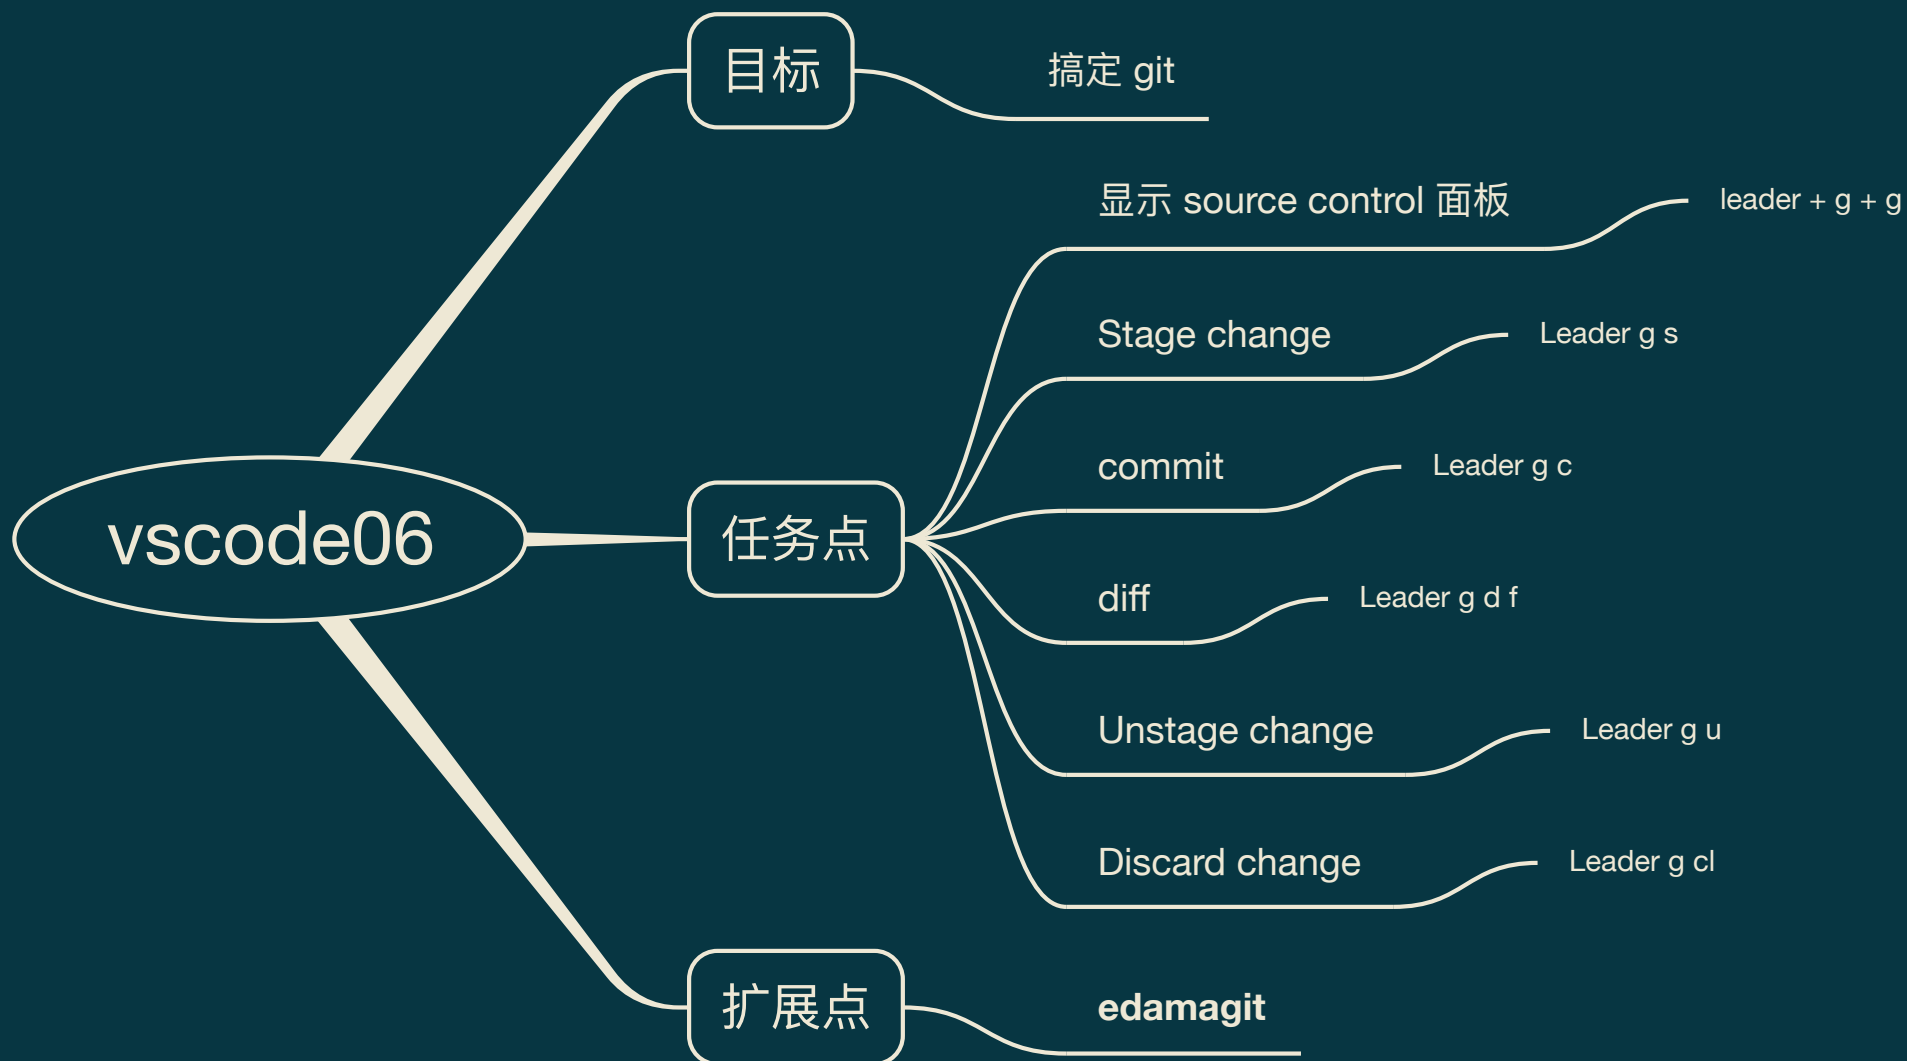 vscode06
目标
搞定 git
任务点
显示 source control 面板
leader + g + g
Stage change
Leader g s
commit
Leader g c
diff
Leader g d f
Unstage change
Leader g u
Discard change
Leader g cl
扩展点
edamagit